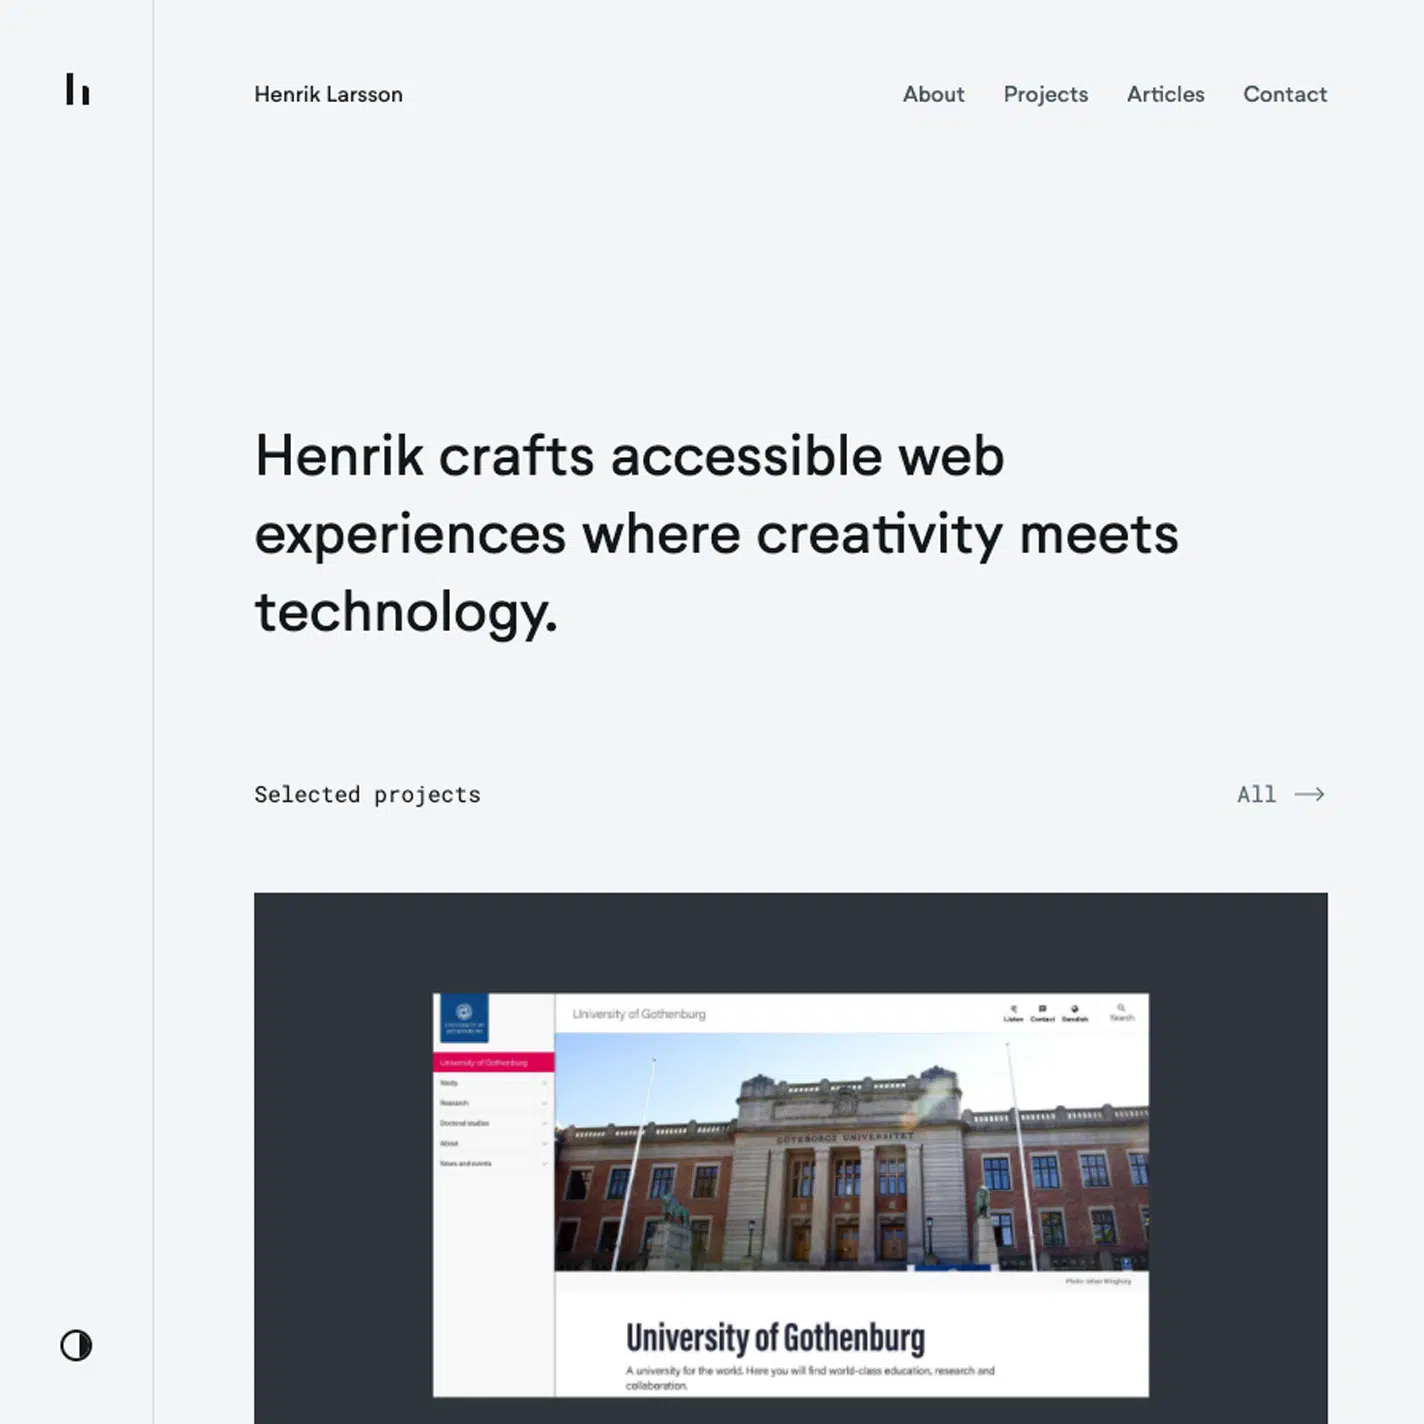 Henrik Larsson
About Projects Articles Contact
Henrik crafts accessible web
experiences where creativity meets
technology.
Selected projects
All
University of Gothenburg
Listen Contact Swedish Search
University of Gothenburg
Study
Research
Doctoral studies
About
News and events
GÖTEBORGS UNIVERSITET
University of Gothenburg
A university for the world. Here you will find world-class education, research and
collaboration.